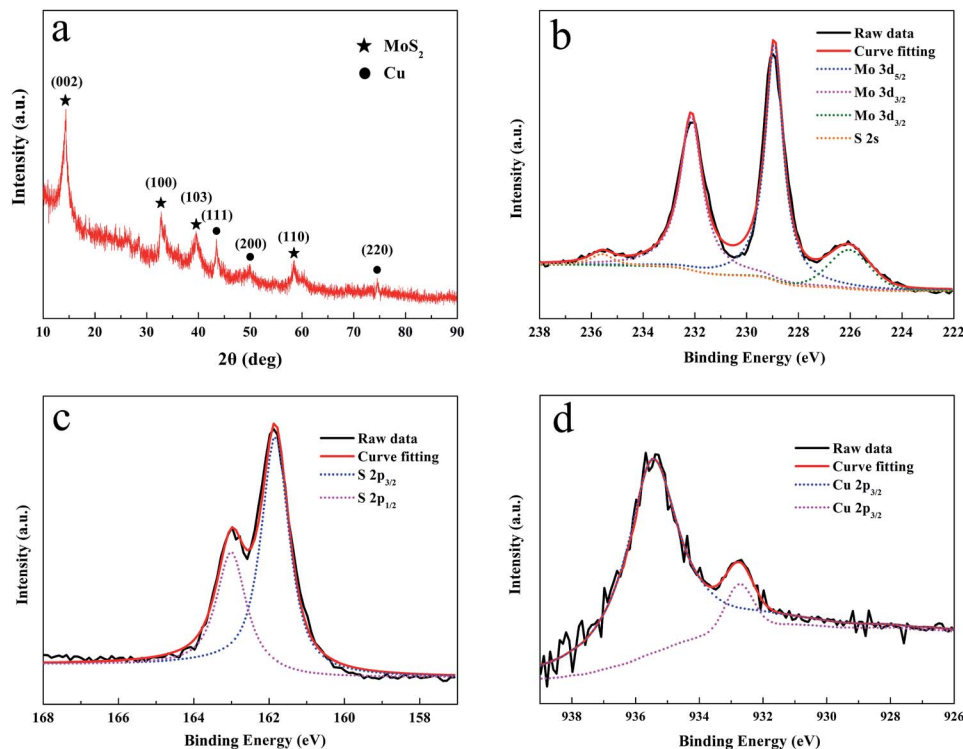 a
★ MoS₂
● Cu
(002)
(100)
(103)
(111)
(200)
(110)
(220)
Intensity (a.u.)
10 20 30 40 50 60 70 80 90
2θ (deg)
b
Raw data
Curve fitting
Mo 3d₅/₂
Mo 3d₃/₂
Mo 3d₃/₂
S 2s
Intensity (a.u.)
238 236 234 232 230 228 226 224 222
Binding Energy (eV)
c
Raw data
Curve fitting
S 2p₃/₂
S 2p₁/₂
Intensity (a.u.)
168 166 164 162 160 158
Binding Energy (eV)
d
Raw data
Curve fitting
Cu 2p₃/₂
Cu 2p₃/₂
Intensity (a.u.)
938 936 934 932 930 928 926
Binding Energy (eV)